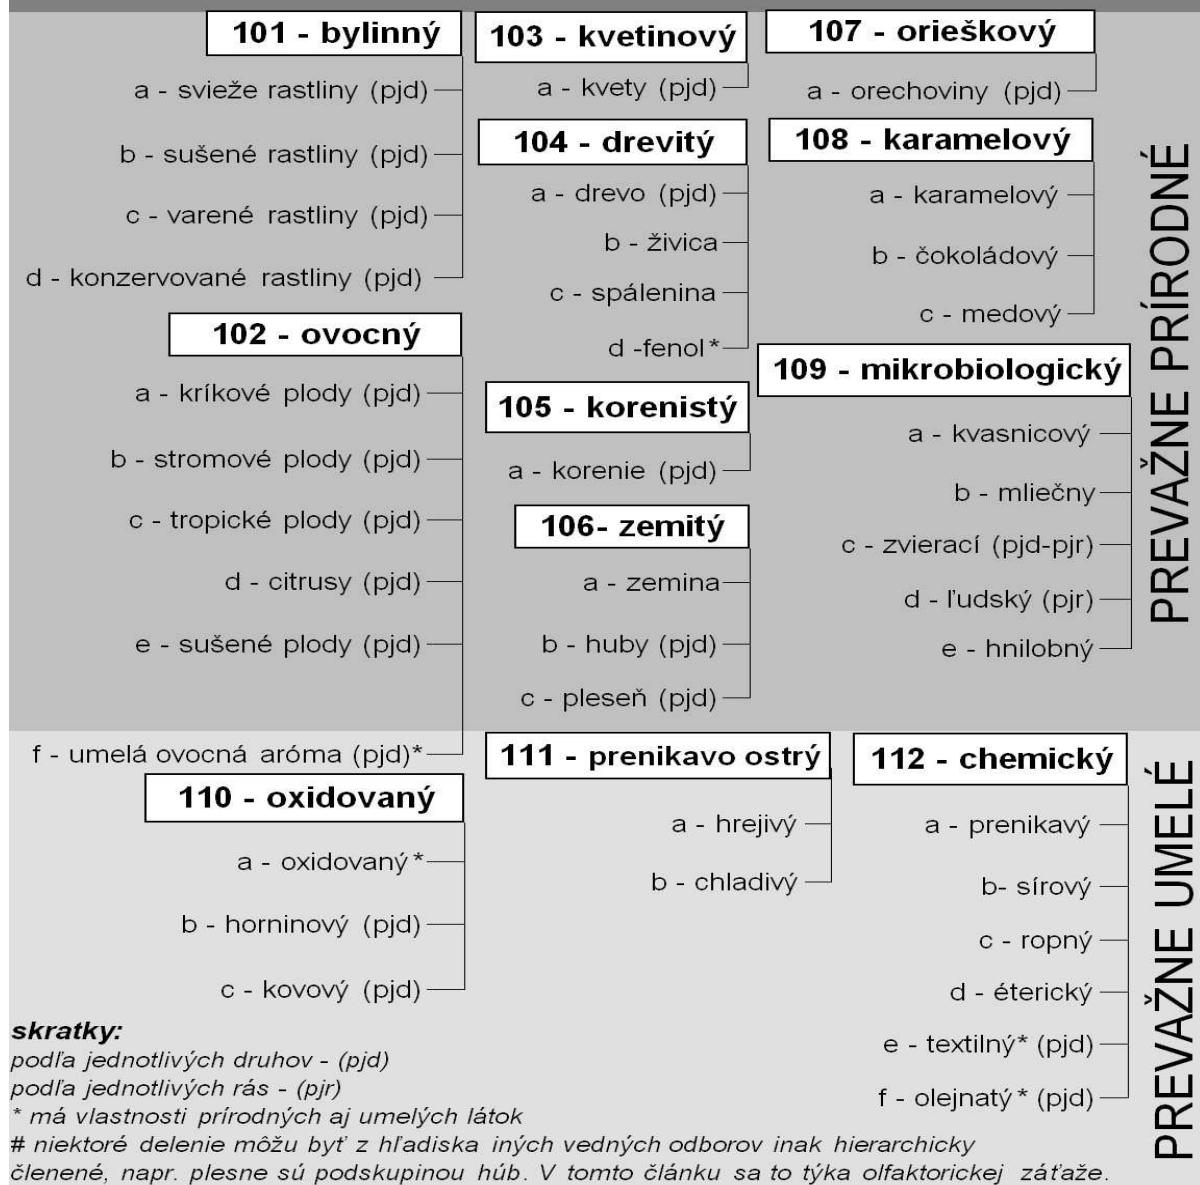 101 - bylinný
a - svieže rastliny (pjd)
b - sušené rastliny (pjd)
c - varené rastliny (pjd)
d - konzervované rastliny (pjd)
102 - ovocný
a - kríkové plody (pjd)
b - stromové plody (pjd)
c - tropické plody (pjd)
d - citrusy (pjd)
e - sušené plody (pjd)
f - umelá ovocná aróma (pjd)*
103 - kvetinový
a - kvety (pjd)
104 - drevitý
a - drevo (pjd)
b - živica
c - spálenina
d -fenol*
105 - korenistý
a - korenie (pjd)
106- zemitý
a - zemina
b - huby (pjd)
c - pleseň (pjd)
107 - orieškový
a - orechoviny (pjd)
108 - karamelový
a - karamelový
b - čokoládový
c - medový
109 - mikrobiologický
a - kvasnicový
b - mliečny
c - zvierací (pjd-pjr)
d - ľudský (pjr)
e - hnilobný
PREVAŽNE PRÍRODNÉ
110 - oxidovaný
a - oxidovaný*
b - horninový (pjd)
c - kovový (pjd)
111 - prenikavo ostrý
a - hrejivý
b - chladivý
112 - chemický
a - prenikavý
b- sírový
c - ropný
d - éterický
e - textilný* (pjd)
f - olejnatý* (pjd)
PREVAŽNE UMELÉ
skratky:
podľa jednotlivých druhov - (pjd)
podľa jednotlivých rás - (pjr)
* má vlastnosti prírodných aj umelých látok
# niektoré delenie môžu byť z hľadiska iných vedných odborov inak hierarchicky
členené, napr. plesne sú podskupinou húb. V tomto článku sa to týka olfaktorickej záťaže.